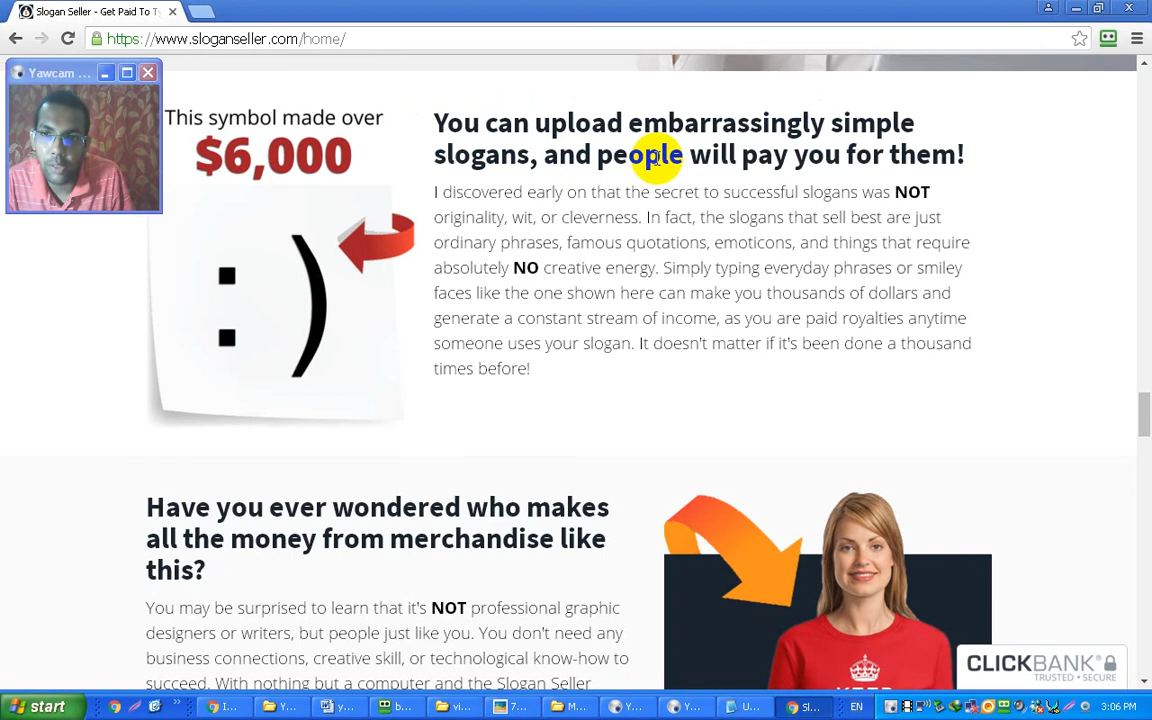 Slogan Seller - Get Paid To Ty
https://www.sloganseller.com/home/
Yawcam ...
This symbol made over
$6,000
: )
You can upload embarrassingly simple
slogans, and people will pay you for them!
I discovered early on that the secret to successful slogans was NOT
originality, wit, or cleverness. In fact, the slogans that sell best are just
ordinary phrases, famous quotations, emoticons, and things that require
absolutely NO creative energy. Simply typing everyday phrases or smiley
faces like the one shown here can make you thousands of dollars and
generate a constant stream of income, as you are paid royalties anytime
someone uses your slogan. It doesn't matter if it's been done a thousand
times before!
Have you ever wondered who makes
all the money from merchandise like
this?
You may be surprised to learn that it's NOT professional graphic
designers or writers, but people just like you. You don't need any
business connections, creative skill, or technological know-how to
succeed. With nothing but a computer and the Slogan Seller
KEEP
CLICKBANK®
TRUSTED • SECURE
start
I...
Y...
y...
b...
vi...
7...
M...
Y...
Y...
U...
Sl...
EN
3:06 PM